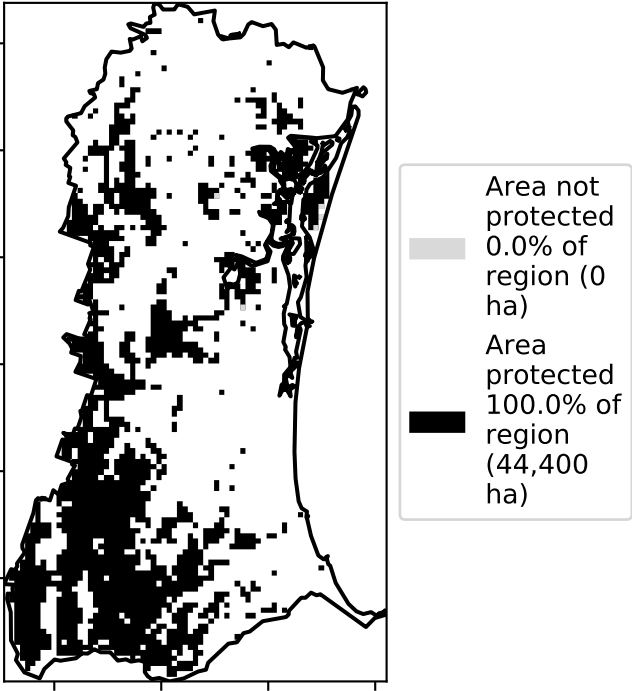 Area not
protected
0.0% of
region (0
ha)
Area
protected
100.0% of
region
(44,400
ha)